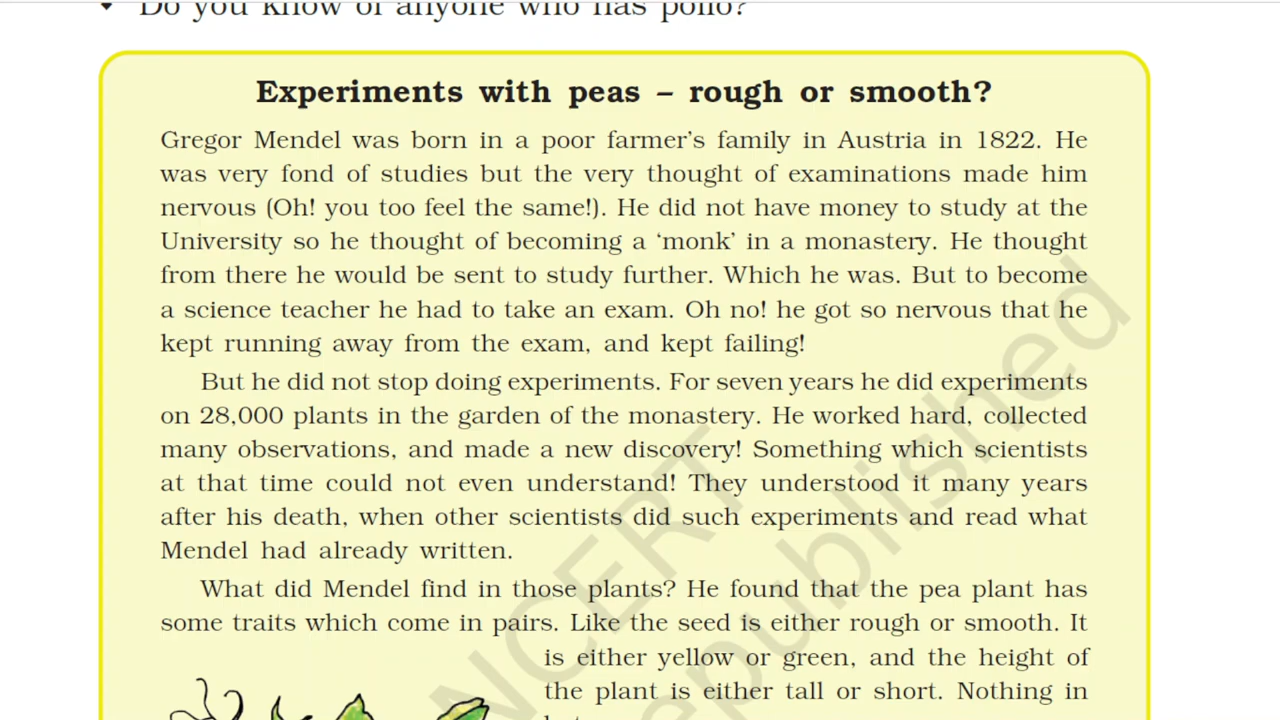 Do you know of anyone who has polio?
Experiments with peas – rough or smooth?
Gregor Mendel was born in a poor farmer's family in Austria in 1822. He
was very fond of studies but the very thought of examinations made him
nervous (Oh! you too feel the same!). He did not have money to study at the
University so he thought of becoming a 'monk' in a monastery. He thought
from there he would be sent to study further. Which he was. But to become
a science teacher he had to take an exam. Oh no! he got so nervous that he
kept running away from the exam, and kept failing!
But he did not stop doing experiments. For seven years he did experiments
on 28,000 plants in the garden of the monastery. He worked hard, collected
many observations, and made a new discovery! Something which scientists
at that time could not even understand! They understood it many years
after his death, when other scientists did such experiments and read what
Mendel had already written.
What did Mendel find in those plants? He found that the pea plant has
some traits which come in pairs. Like the seed is either rough or smooth. It
is either yellow or green, and the height of
the plant is either tall or short. Nothing in
NCERT
republished